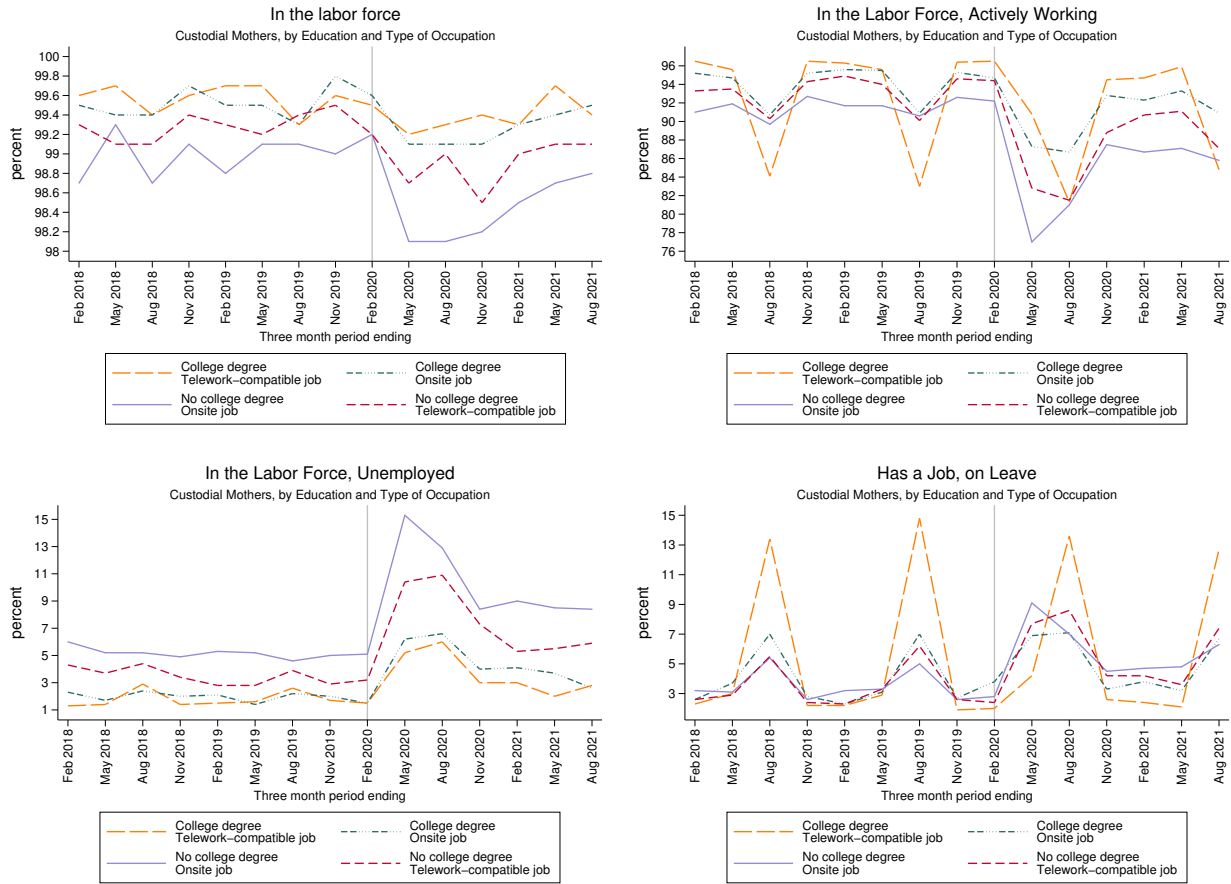 In the labor force
Custodial Mothers, by Education and Type of Occupation
percent
100
99.8
99.6
99.4
99.2
99
98.8
98.6
98.4
98.2
98
Feb 2018
May 2018
Aug 2018
Nov 2018
Feb 2019
May 2019
Aug 2019
Nov 2019
Feb 2020
May 2020
Aug 2020
Nov 2020
Feb 2021
May 2021
Aug 2021
Three month period ending
College degree
Telework-compatible job
College degree
Onsite job
No college degree
Onsite job
No college degree
Telework-compatible job
In the Labor Force, Actively Working
Custodial Mothers, by Education and Type of Occupation
percent
96
94
92
90
88
86
84
82
80
78
76
Feb 2018
May 2018
Aug 2018
Nov 2018
Feb 2019
May 2019
Aug 2019
Nov 2019
Feb 2020
May 2020
Aug 2020
Nov 2020
Feb 2021
May 2021
Aug 2021
Three month period ending
College degree
Telework-compatible job
College degree
Onsite job
No college degree
Onsite job
No college degree
Telework-compatible job
In the Labor Force, Unemployed
Custodial Mothers, by Education and Type of Occupation
percent
15
13
11
9
7
5
3
1
Feb 2018
May 2018
Aug 2018
Nov 2018
Feb 2019
May 2019
Aug 2019
Nov 2019
Feb 2020
May 2020
Aug 2020
Nov 2020
Feb 2021
May 2021
Aug 2021
Three month period ending
College degree
Telework-compatible job
College degree
Onsite job
No college degree
Onsite job
No college degree
Telework-compatible job
Has a Job, on Leave
Custodial Mothers, by Education and Type of Occupation
percent
15
13
11
9
7
5
3
Feb 2018
May 2018
Aug 2018
Nov 2018
Feb 2019
May 2019
Aug 2019
Nov 2019
Feb 2020
May 2020
Aug 2020
Nov 2020
Feb 2021
May 2021
Aug 2021
Three month period ending
College degree
Telework-compatible job
College degree
Onsite job
No college degree
Onsite job
No college degree
Telework-compatible job